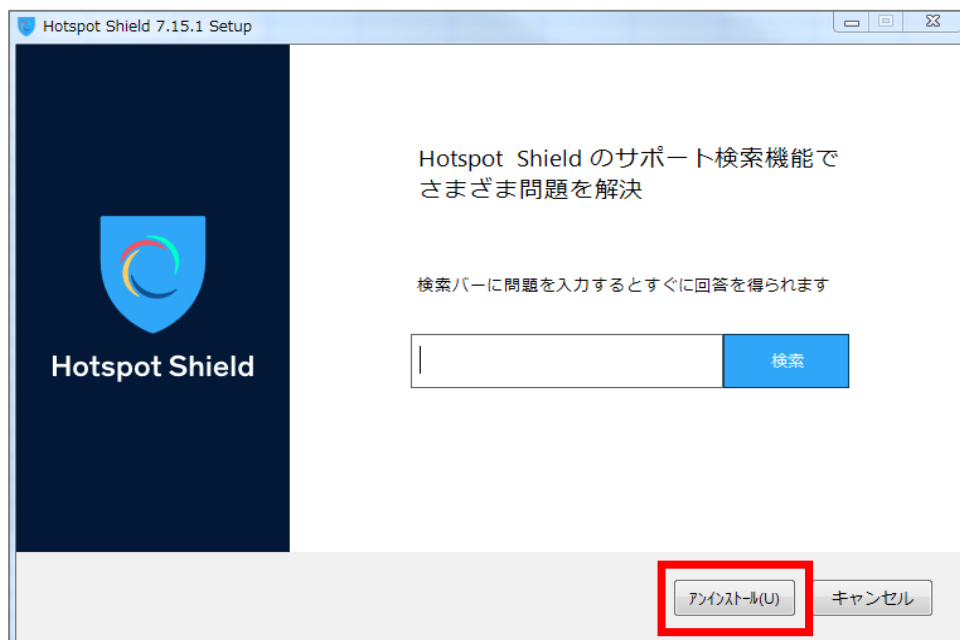 Hotspot Shield 7.15.1 Setup
Hotspot Shield のサポート検索機能で
さまざま問題を解決
検索バーに問題を入力するとすぐに回答を得られます
検索
Hotspot Shield
ｱﾝｲﾝｽﾄｰﾙ(U)
キャンセル